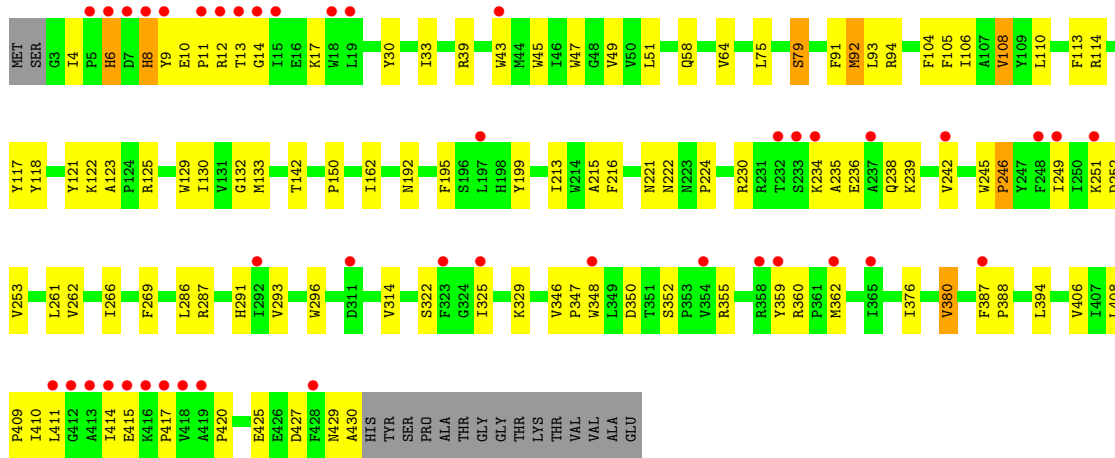 MET SER G3 I4 P5 H6 D7 H8 Y9 E10 P11 R12 T13 G14 I15 E16 K17 W18 L19 Y30 I33 R39 W43 M44 W45 I46 W47 G48 V49 V50 L51 Q58 V64 L75 S79 F91 M92 L93 R94 F104 F105 I106 A107 V108 Y109 L110 F113 R114
Y117 Y118 Y121 K122 A123 P124 R125 W129 I130 V131 G132 M133 T142 P150 I162 N192 F195 S196 L197 H198 Y199 I213 W214 A215 F216 N221 N222 N223 P224 R230 R231 T232 S233 K234 A235 E236 A237 Q238 K239 V242 W245 P246 Y247 F248 I249 I250 K251
V253 L261 V262 I266 F269 L286 R287 H291 I292 V293 W296 D311 V314 S322 F323 G324 I325 K329 V346 P347 W348 L349 D350 T351 S352 P353 V354 R355 R358 Y359 R360 P361 M362 I365 I376 V380 F387 P388 L394 V406 I407 L408
P409 I410 L411 G412 A413 I414 E415 K416 P417 V418 A419 P420 E425 E426 D427 F428 N429 A430 HIS TYR SER PRO ALA THR GLY GLY THR LYS THR VAL VAL ALA GLU